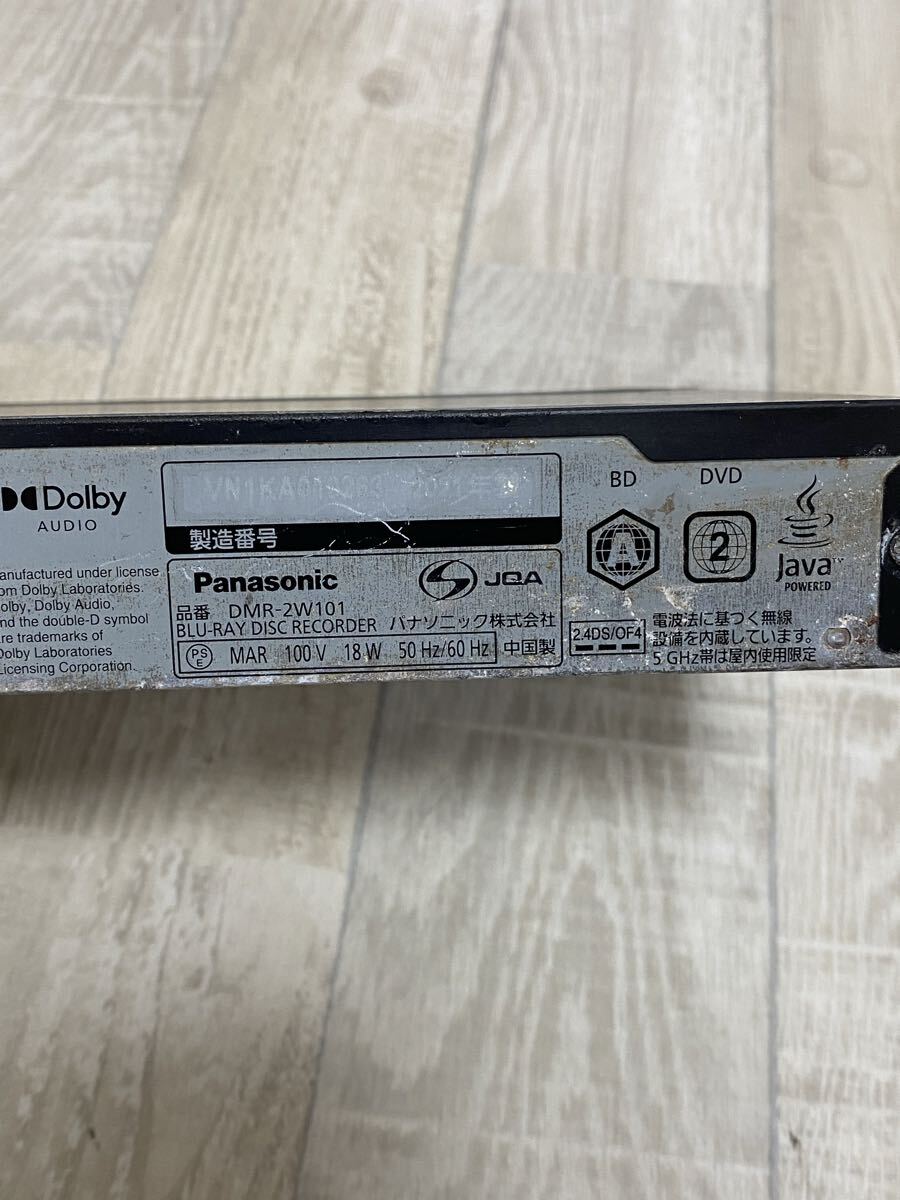 Dolby
AUDIO
anufactured under license
om Dolby Laboratories.
olby, Dolby Audio,
nd the double-D symbol
are trademarks of
Dolby Laboratories
Licensing Corporation.
VN1KA01
製造番号
Panasonic
JQA
品番 DMR-2W101
BLU-RAY DISC RECORDER パナソニック株式会社
PS E MAR 100 V 18 W 50 Hz/60 Hz 中国製
BD DVD
A 2
Java™
POWERED
2.4DS/OF4
電波法に基づく無線
設備を内蔵しています。
5 GHz帯は屋内使用限定